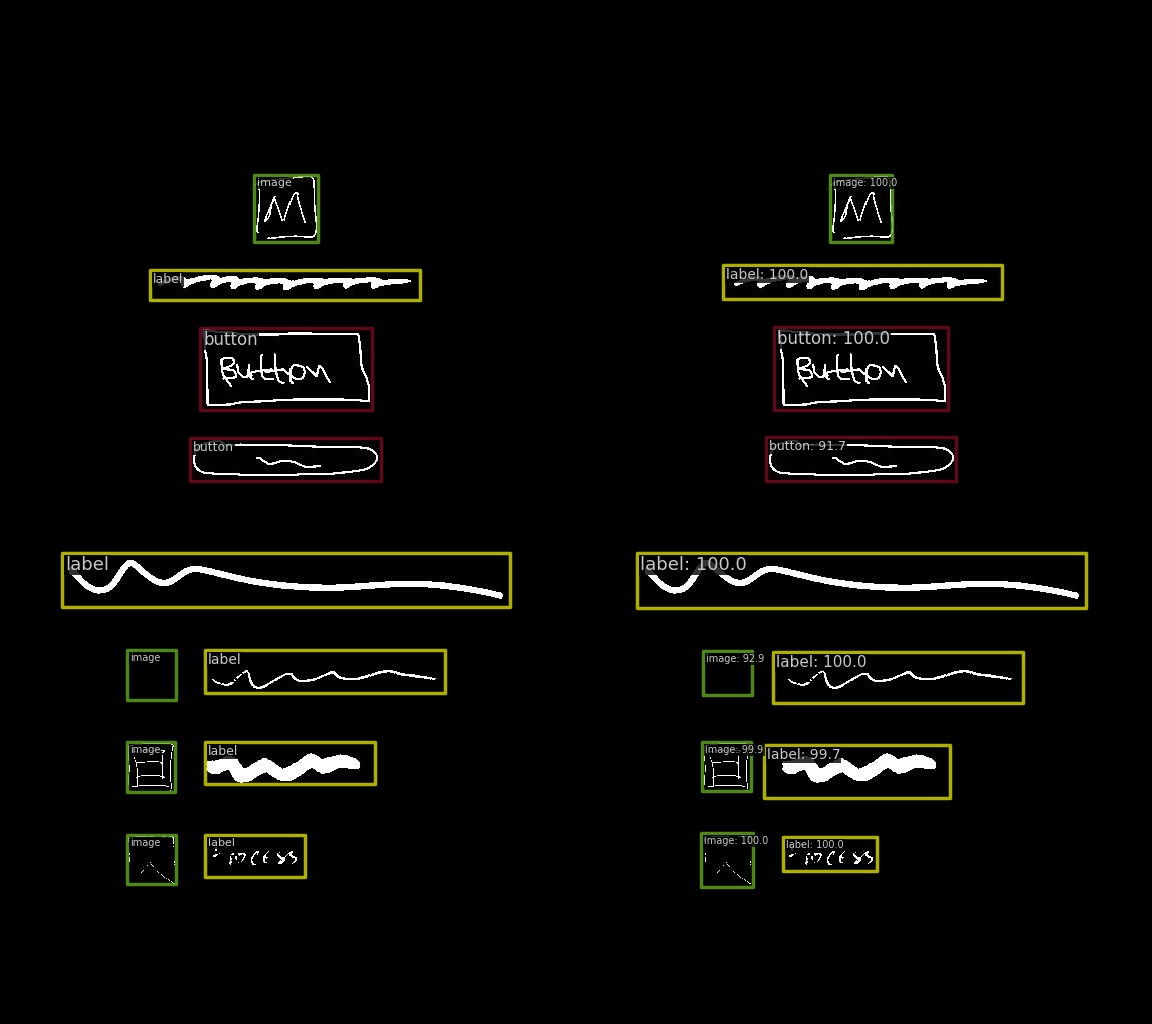 image image: 100.0
M M
label label: 100.0
button button: 100.0
Button Button
button button: 91.7
label label: 100.0
image label image: 92.9 label: 100.0
image label image: 99.9 label: 99.7
image label image: 100.0 label: 100.0